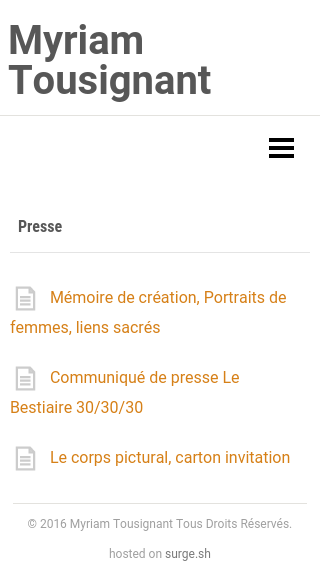 Myriam
Tousignant
Presse
Mémoire de création, Portraits de
femmes, liens sacrés
Communiqué de presse Le
Bestiaire 30/30/30
Le corps pictural, carton invitation
© 2016 Myriam Tousignant Tous Droits Réservés.
hosted on surge.sh